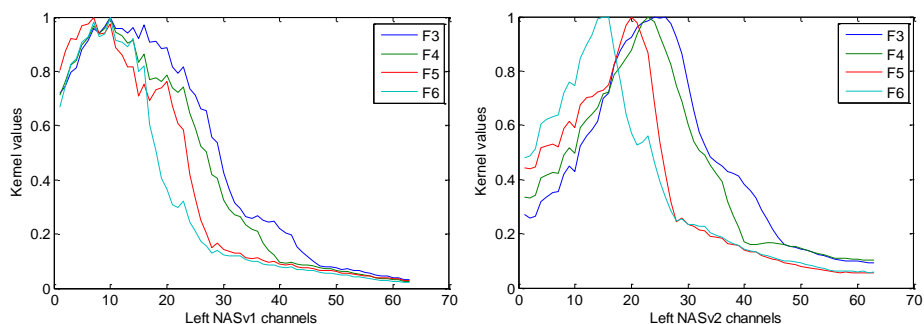 Kernel values
1
0.8
0.6
0.4
0.2
0
0 10 20 30 40 50 60 70
Left NASv1 channels
F3
F4
F5
F6
Kernel values
1
0.8
0.6
0.4
0.2
0
0 10 20 30 40 50 60 70
Left NASv2 channels
F3
F4
F5
F6